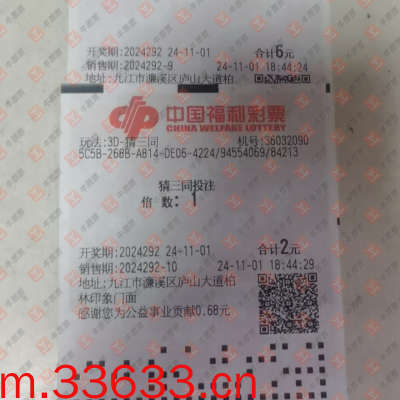 开奖期:2024292 24-11-01 合计6元
销售期:2024292-9 24-11-01 18:44:24
地址:九江市濂溪区庐山大道柏
中国福利彩票
CHINA WELFARE LOTTERY
玩法:3D-猜三同 机号:36032090
5C5B-268B-A814-DE06-4224/94554069/84213
猜三同投注
倍数:1
开奖期:2024292 24-11-01 合计2元
销售期:2024292-10 24-11-01 18:44:29
地址:九江市濂溪区庐山大道柏
林印象门面
感谢您为公益事业贡献0.68元
m.33633.cn